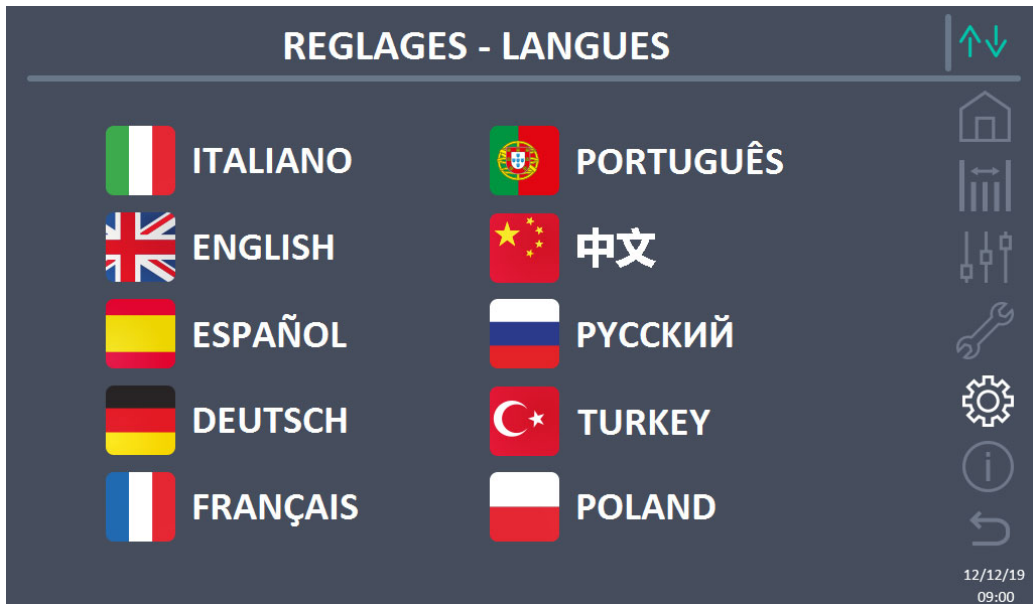 REGLAGES - LANGUES
ITALIANO
ENGLISH
ESPAÑOL
DEUTSCH
FRANÇAIS
PORTUGUÊS
中文
РУССКИЙ
TURKEY
POLAND
12/12/19
09:00